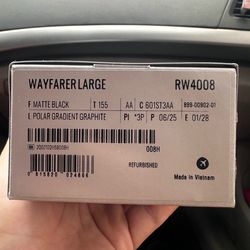 WAYFARER LARGE RW4008
F. MATTE BLACK T 155 AA C 601ST3AA 899-00902-01
L POLAR GRADIENT GRAPHITE PI *3P P 06/25 E 01/28
008H
REFURBISHED
Made in Vietnam